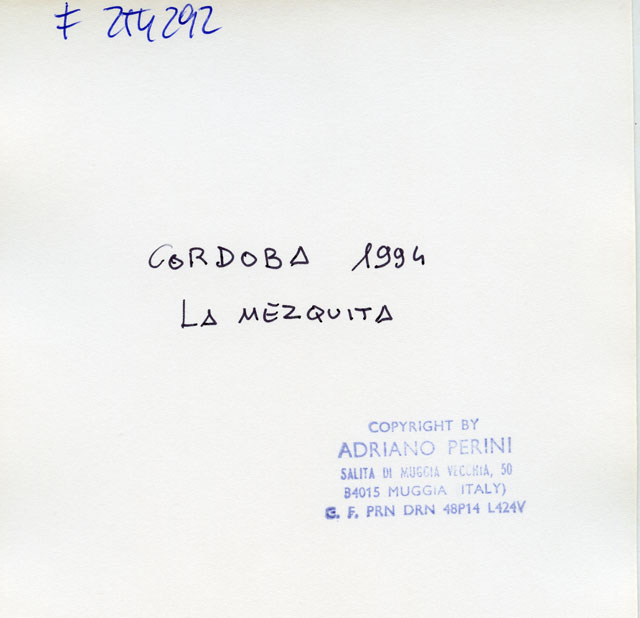 F 254292
CORDOBA 1994
LA MEZQUITA
COPYRIGHT BY
ADRIANO PERINI
SALITA DI MUGGIA VECCHIA, 50
34015 MUGGIA (ITALY)
C. F. PRN DRN 48P14 L424V